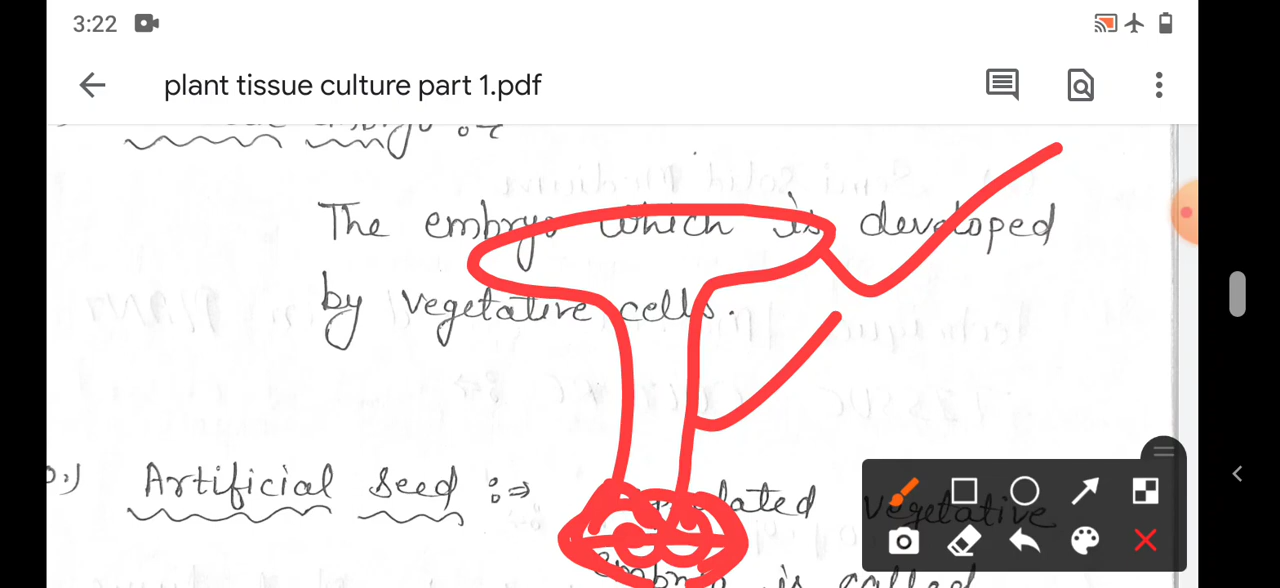 3:22
plant tissue culture part 1.pdf
The embryo which is developed
by vegetative cells.
Artificial Seed :⇒ Vegetative
is called